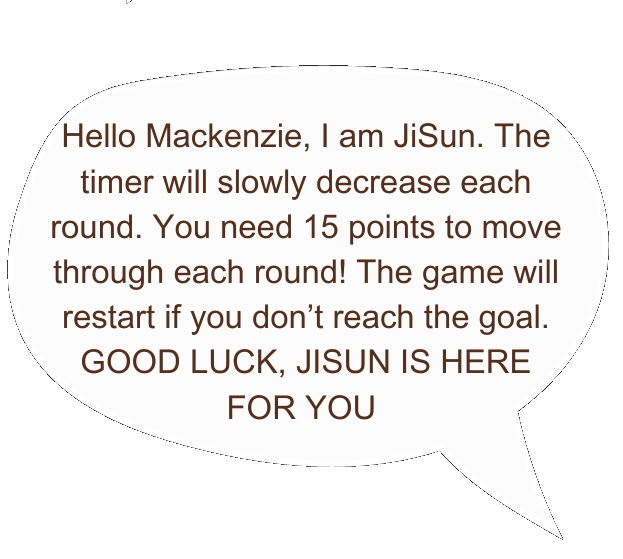 Hello Mackenzie, I am JiSun. The
timer will slowly decrease each
round. You need 15 points to move
through each round! The game will
restart if you don’t reach the goal.
GOOD LUCK, JISUN IS HERE
FOR YOU